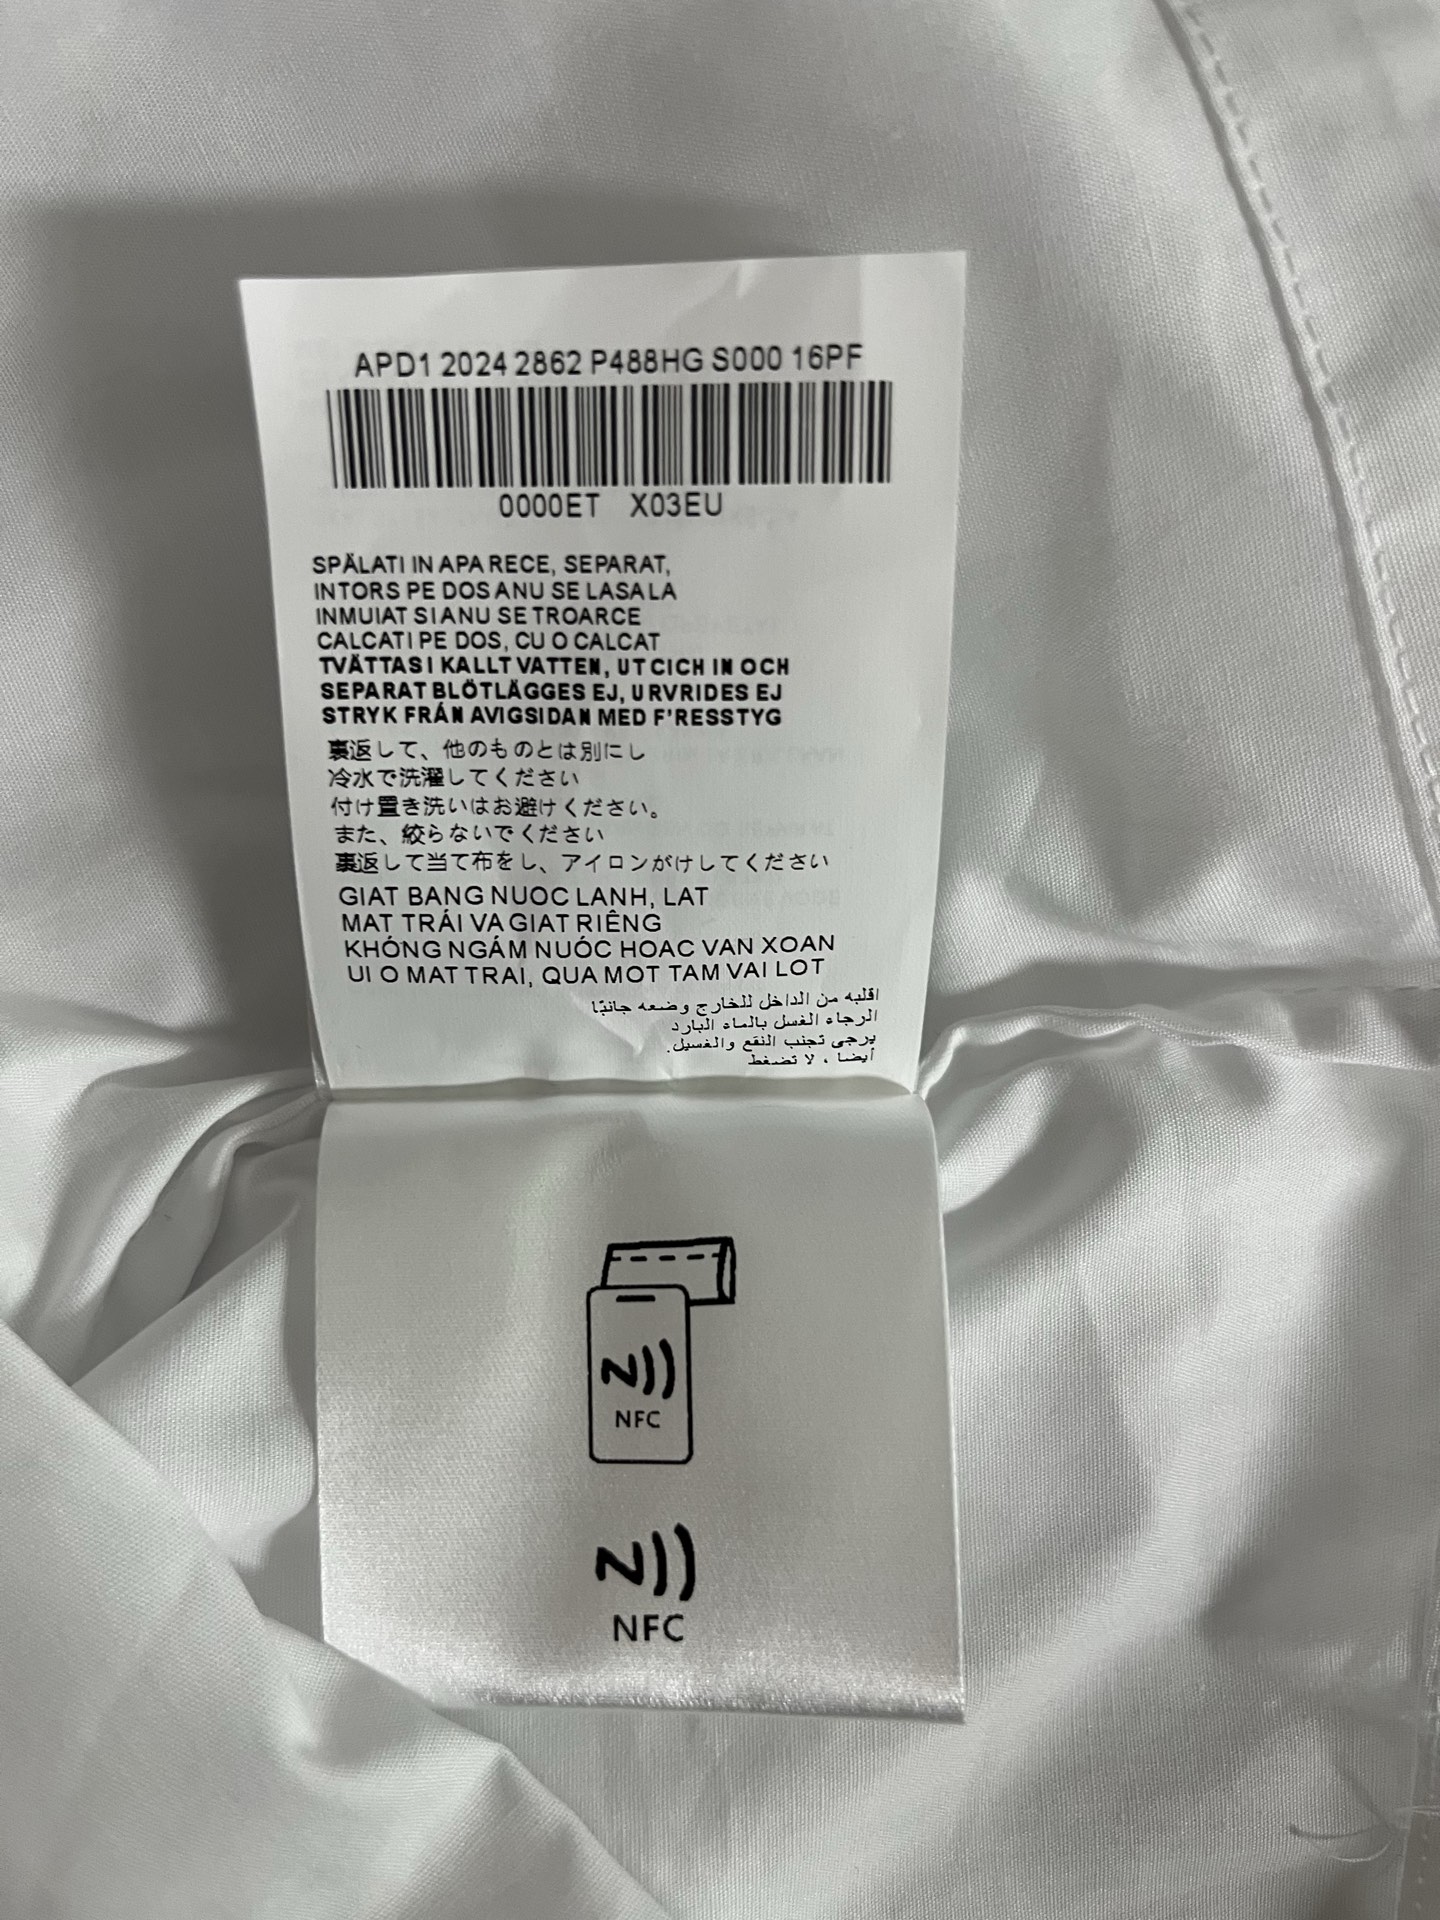 APD1 2024 2862 P488HG S000 16PF
0000ET X03EU
SPĂLATI IN APA RECE, SEPARAT,
INTORS PE DOS ANU SE LASA LA
INMUIAT SI ANU SE TROARCE
CALCATI PE DOS, CU O CALCAT
TVÄTTAS I KALLT VATTEN, UT CICH IN OCH
SEPARAT BLÖTLÄGGES EJ, URVRIDES EJ
STRYK FRÁN AVIGSIDAN MED F'RESSTYG
裏返して、他のものとは別にし
冷水で洗濯してください
付け置き洗いはお避けください。
また、絞らないでください
裏返して当て布をし、アイロンがけしてください
GIAT BANG NUOC LANH, LAT
MAT TRÁI VA GIAT RIÊNG
KHÓNG NGÁM NUÓC HOAC VAN XOAN
UI O MAT TRAI, QUA MOT TAM VAI LOT
اقلبه من الداخل للخارج وضعه جانبًا
الرجاء الغسل بالماء البارد
يرجى تجنب النقع والغسيل.
أيضا ، لا تضغط
NFC
NFC